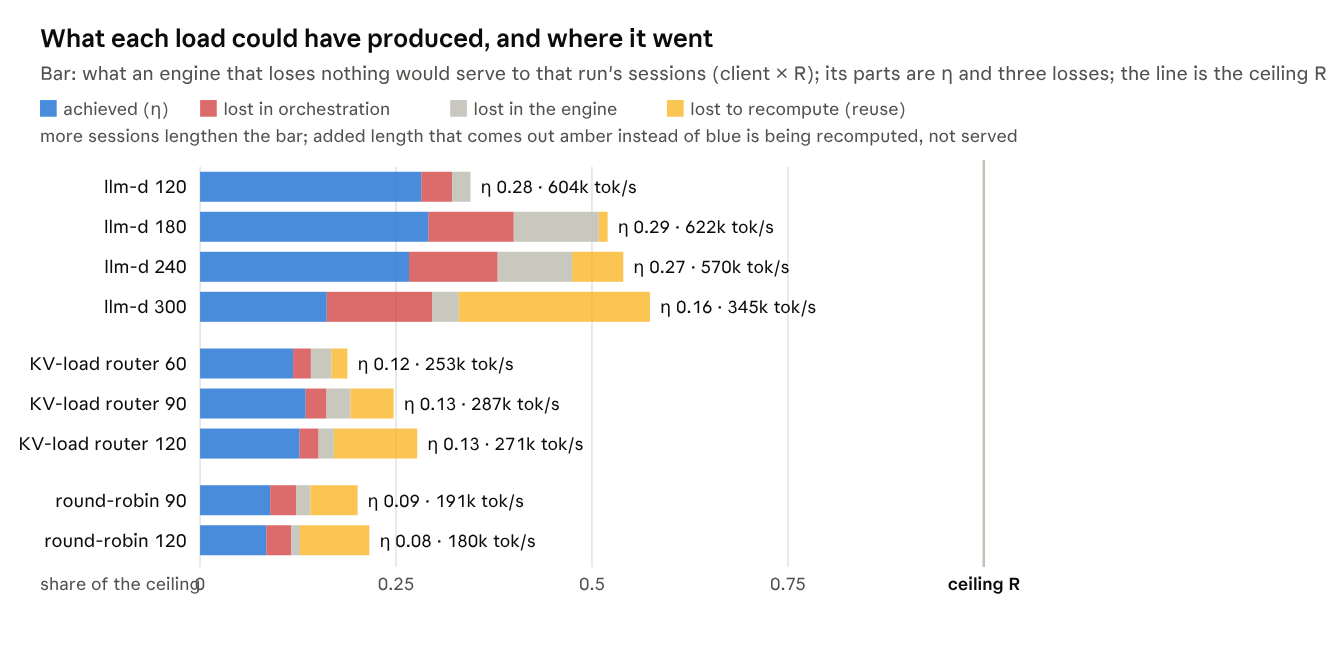 What each load could have produced, and where it went
Bar: what an engine that loses nothing would serve to that run's sessions (client × R); its parts are η and three losses; the line is the ceiling R
achieved (η) lost in orchestration lost in the engine lost to recompute (reuse)
more sessions lengthen the bar; added length that comes out amber instead of blue is being recomputed, not served
llm-d 120 η 0.28 · 604k tok/s
llm-d 180 η 0.29 · 622k tok/s
llm-d 240 η 0.27 · 570k tok/s
llm-d 300 η 0.16 · 345k tok/s
KV-load router 60 η 0.12 · 253k tok/s
KV-load router 90 η 0.13 · 287k tok/s
KV-load router 120 η 0.13 · 271k tok/s
round-robin 90 η 0.09 · 191k tok/s
round-robin 120 η 0.08 · 180k tok/s
share of the ceiling 0 0.25 0.5 0.75 ceiling R